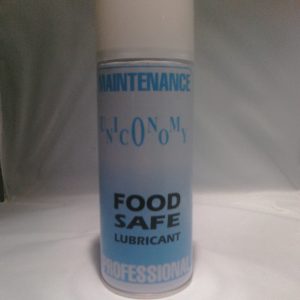 MAINTENANCE
UNICONOMY
FOOD
SAFE
LUBRICANT
PROFESSIONAL